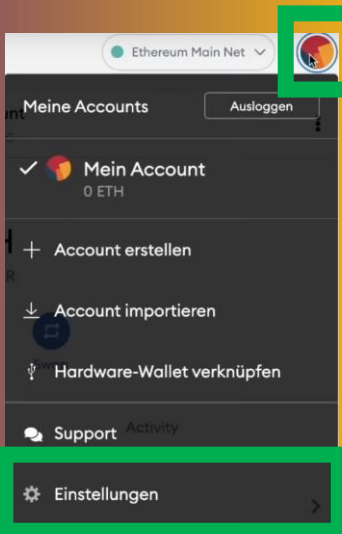 Ethereum Main Net
Meine Accounts
Ausloggen
Mein Account
0 ETH
Account erstellen
Account importieren
Hardware-Wallet verknüpfen
Support
Activity
Einstellungen